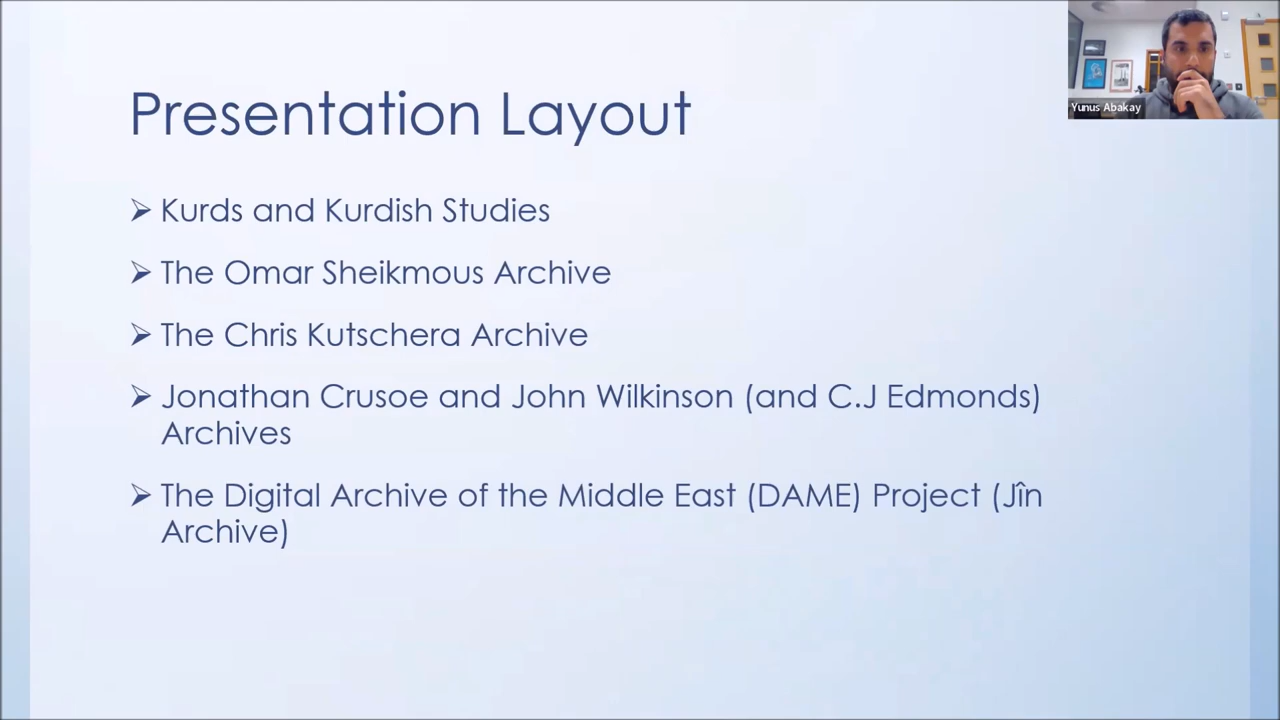 Presentation Layout
➢ Kurds and Kurdish Studies
➢ The Omar Sheikmous Archive
➢ The Chris Kutschera Archive
➢ Jonathan Crusoe and John Wilkinson (and C.J Edmonds)
Archives
➢ The Digital Archive of the Middle East (DAME) Project (Jîn
Archive)
Yunus Abakay